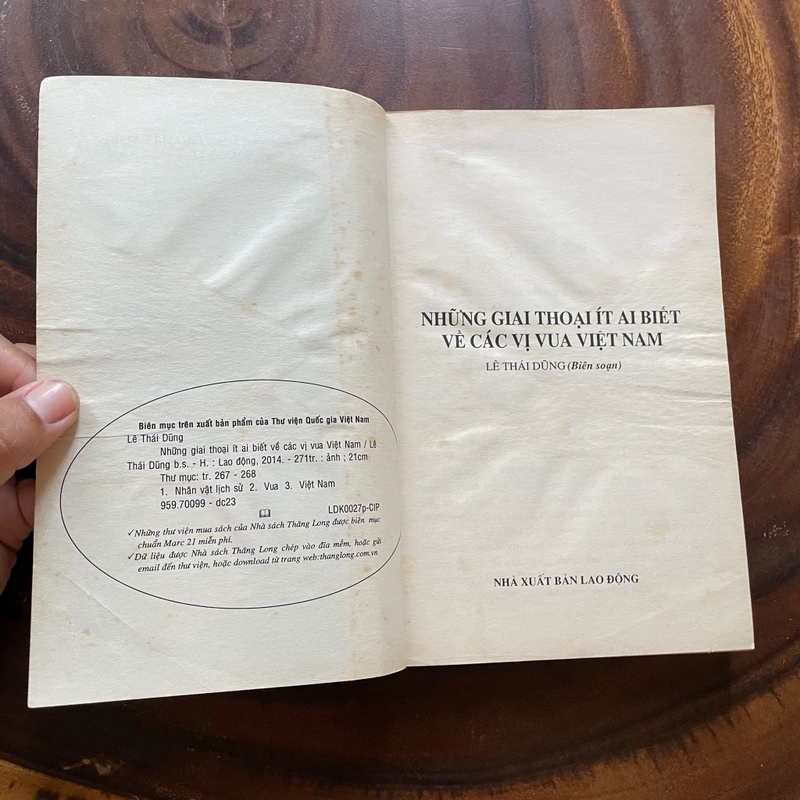 Biên mục trên xuất bản phẩm của Thư viện Quốc gia Việt Nam
Lê Thái Dũng
Những giai thoại ít ai biết về các vị vua Việt Nam / Lê
Thái Dũng b.s. - H. : Lao động, 2014. - 271tr. : ảnh ; 21cm
Thư mục: tr. 267 - 268
1. Nhân vật lịch sử 2. Vua 3. Việt Nam
959.70099 - dc23
LDK0027p-CIP
✓Những thư viện mua sách của Nhà sách Thăng Long được biên mục
chuẩn Marc 21 miễn phí.
✓Dữ liệu được Nhà sách Thăng Long chép vào đĩa mềm, hoặc gửi
email đến thư viện, hoặc download từ trang web:thanglong.com.vn
NHỮNG GIAI THOẠI ÍT AI BIẾT
VỀ CÁC VỊ VUA VIỆT NAM
LÊ THÁI DŨNG (Biên soạn)
NHÀ XUẤT BẢN LAO ĐỘNG